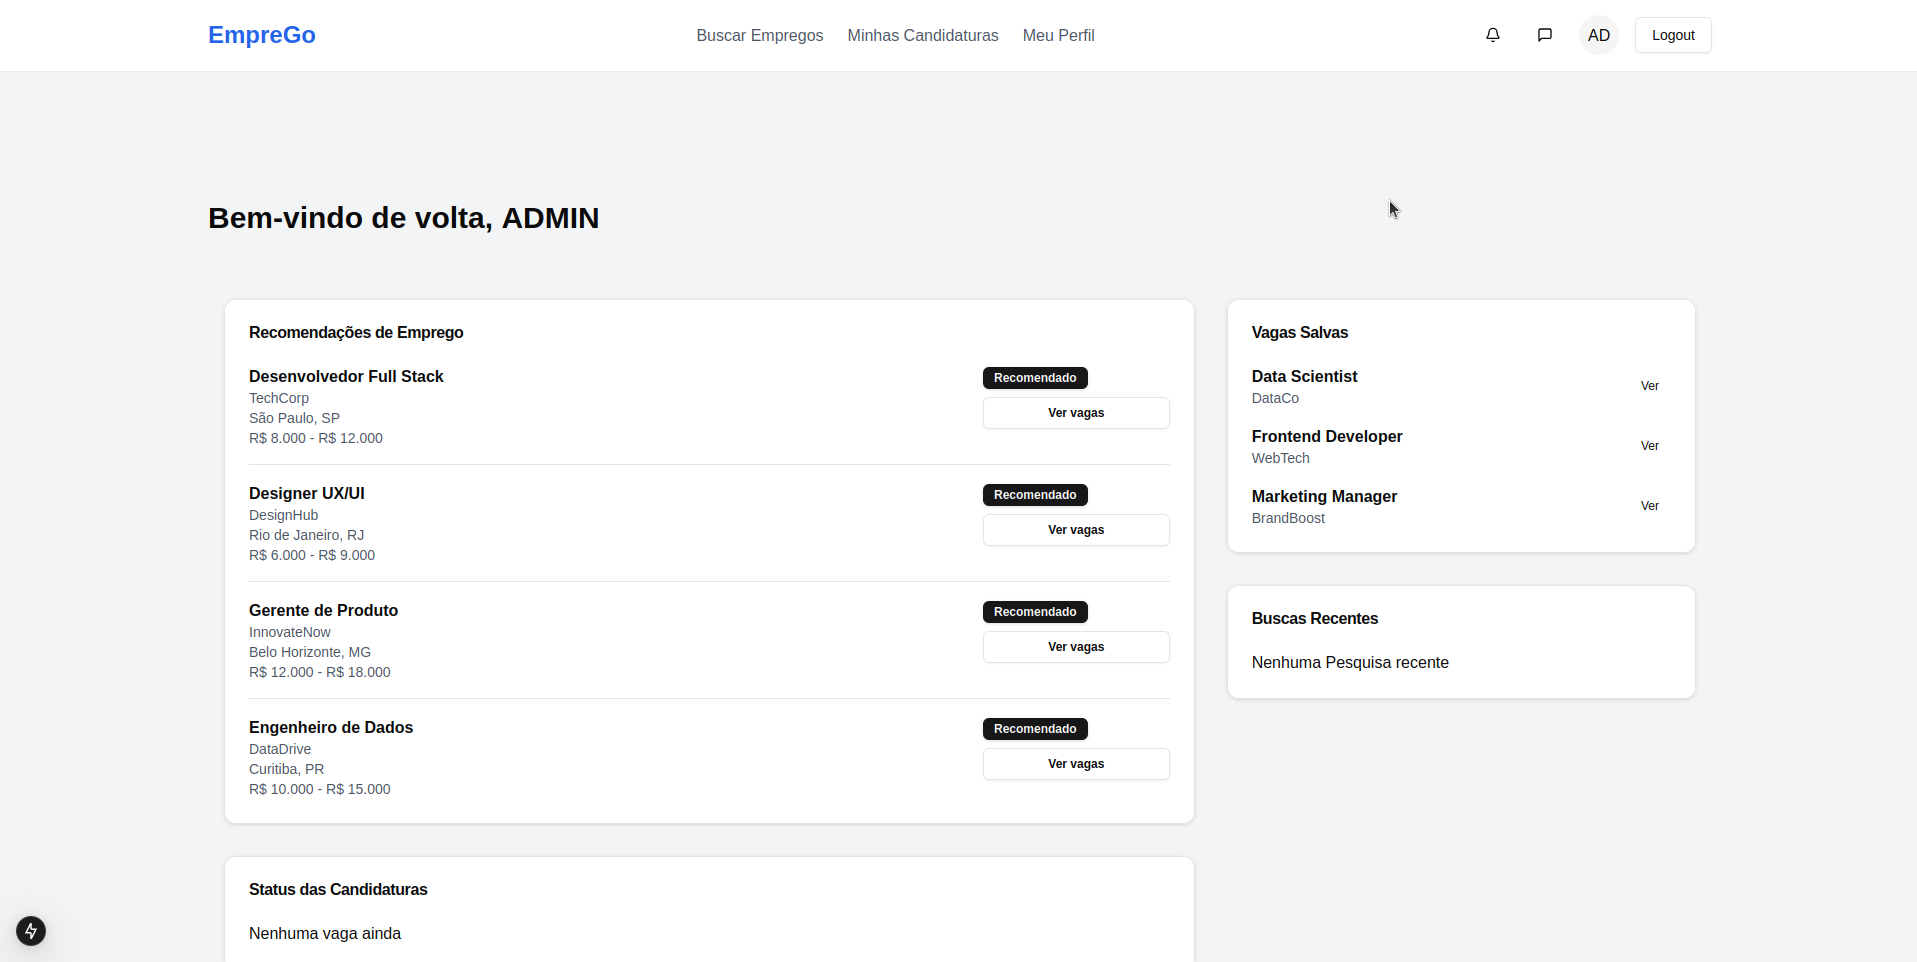 EmpreGo
Buscar Empregos
Minhas Candidaturas
Meu Perfil
AD
Logout
Bem-vindo de volta, ADMIN
Recomendações de Emprego
Desenvolvedor Full Stack
TechCorp
São Paulo, SP
R$ 8.000 - R$ 12.000
Recomendado
Ver vagas
Designer UX/UI
DesignHub
Rio de Janeiro, RJ
R$ 6.000 - R$ 9.000
Recomendado
Ver vagas
Gerente de Produto
InnovateNow
Belo Horizonte, MG
R$ 12.000 - R$ 18.000
Recomendado
Ver vagas
Engenheiro de Dados
DataDrive
Curitiba, PR
R$ 10.000 - R$ 15.000
Recomendado
Ver vagas
Status das Candidaturas
Nenhuma vaga ainda
Vagas Salvas
Data Scientist
DataCo
Ver
Frontend Developer
WebTech
Ver
Marketing Manager
BrandBoost
Ver
Buscas Recentes
Nenhuma Pesquisa recente